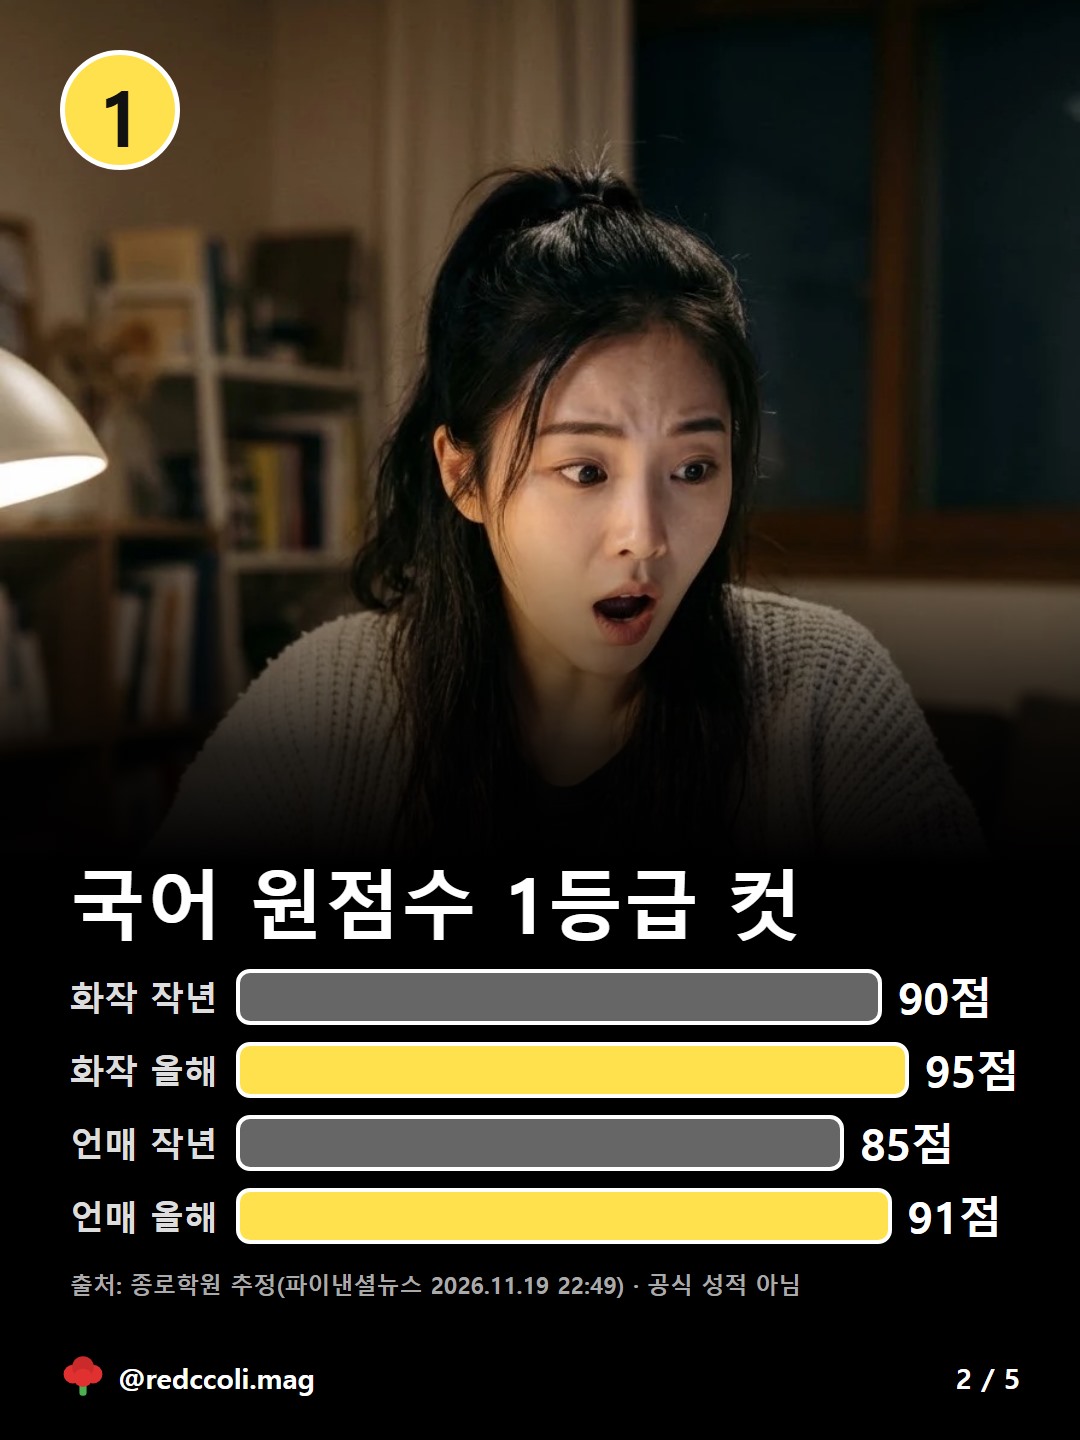 1
국어 원점수 1등급 컷
화작 작년 90점
화작 올해 95점
언매 작년 85점
언매 올해 91점
출처: 종로학원 추정(파이낸셜뉴스 2026.11.19 22:49) · 공식 성적 아님
@redccoli.mag 2 / 5